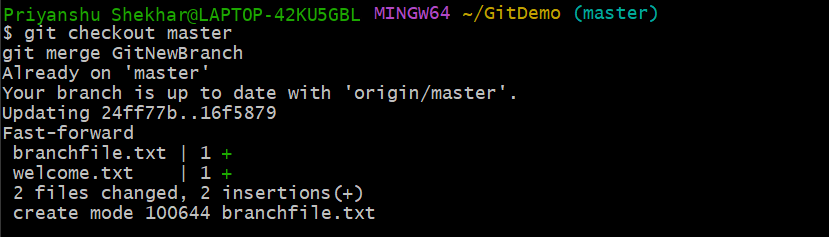 Priyanshu Shekhar@LAPTOP-42KU5GBL MINGW64 ~/GitDemo (master)
$ git checkout master
git merge GitNewBranch
Already on 'master'
Your branch is up to date with 'origin/master'.
Updating 24ff77b..16f5879
Fast-forward
 branchfile.txt | 1 +
 welcome.txt    | 1 +
 2 files changed, 2 insertions(+)
 create mode 100644 branchfile.txt